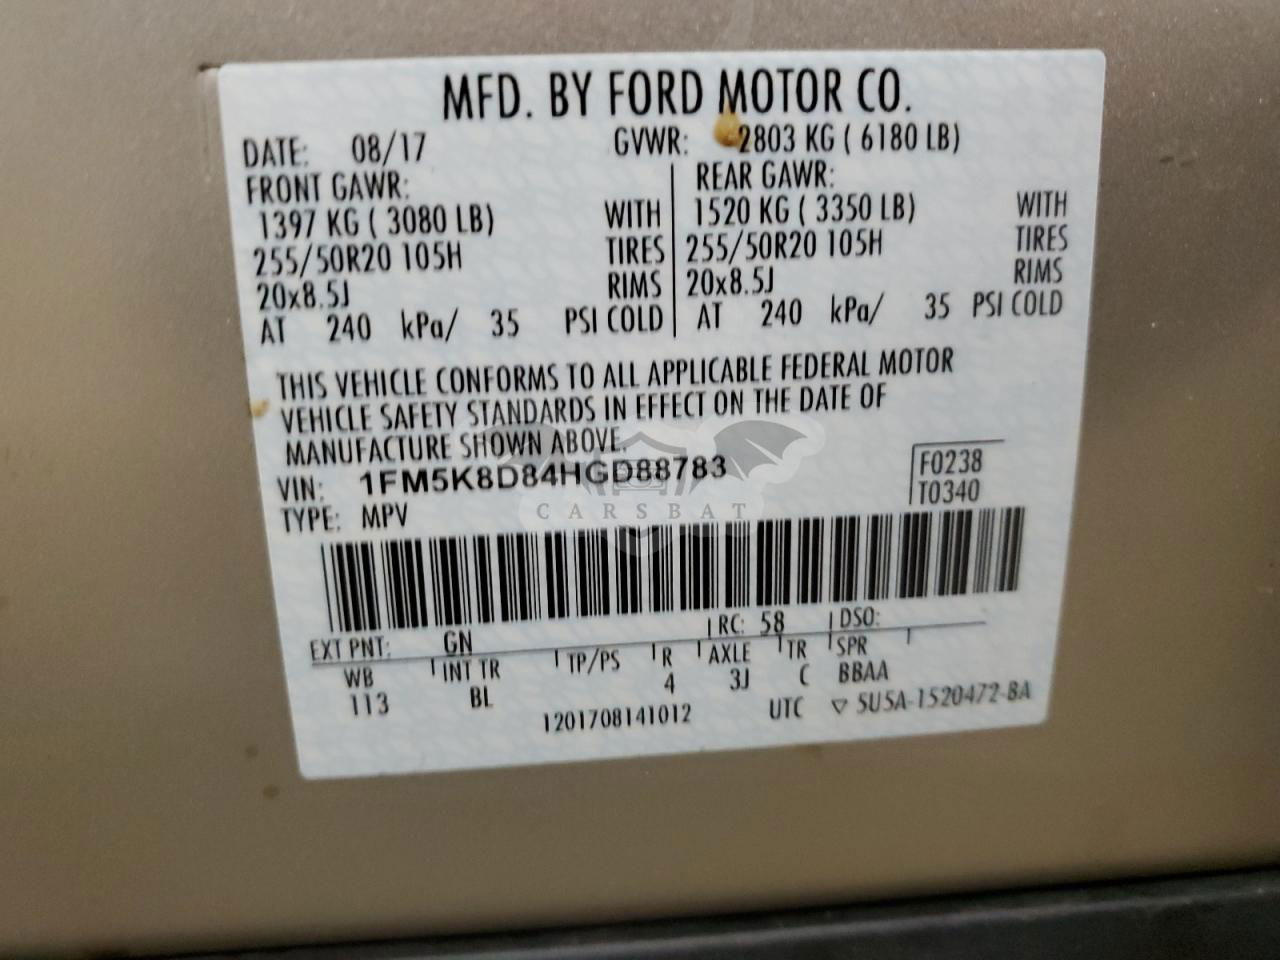 MFD. BY FORD MOTOR CO.
DATE: 08/17 GVWR: 2803 KG ( 6180 LB)
FRONT GAWR: REAR GAWR:
1397 KG ( 3080 LB) WITH 1520 KG ( 3350 LB) WITH
255/50R20 105H TIRES 255/50R20 105H TIRES
20x8.5J RIMS 20x8.5J RIMS
AT 240 kPa/ 35 PSI COLD AT 240 kPa/ 35 PSI COLD
THIS VEHICLE CONFORMS TO ALL APPLICABLE FEDERAL MOTOR
VEHICLE SAFETY STANDARDS IN EFFECT ON THE DATE OF
MANUFACTURE SHOWN ABOVE.
VIN: 1FM5K8D84HGD88783 F0238
TYPE: MPV T0340
CARSBAT
EXT PNT: GN RC: 58 DSO:
WB INT TR TP/PS R AXLE TR SPR
113 BL 4 3J C BBAA
1201708141012 UTC ▽ 5U5A-1520472-BA